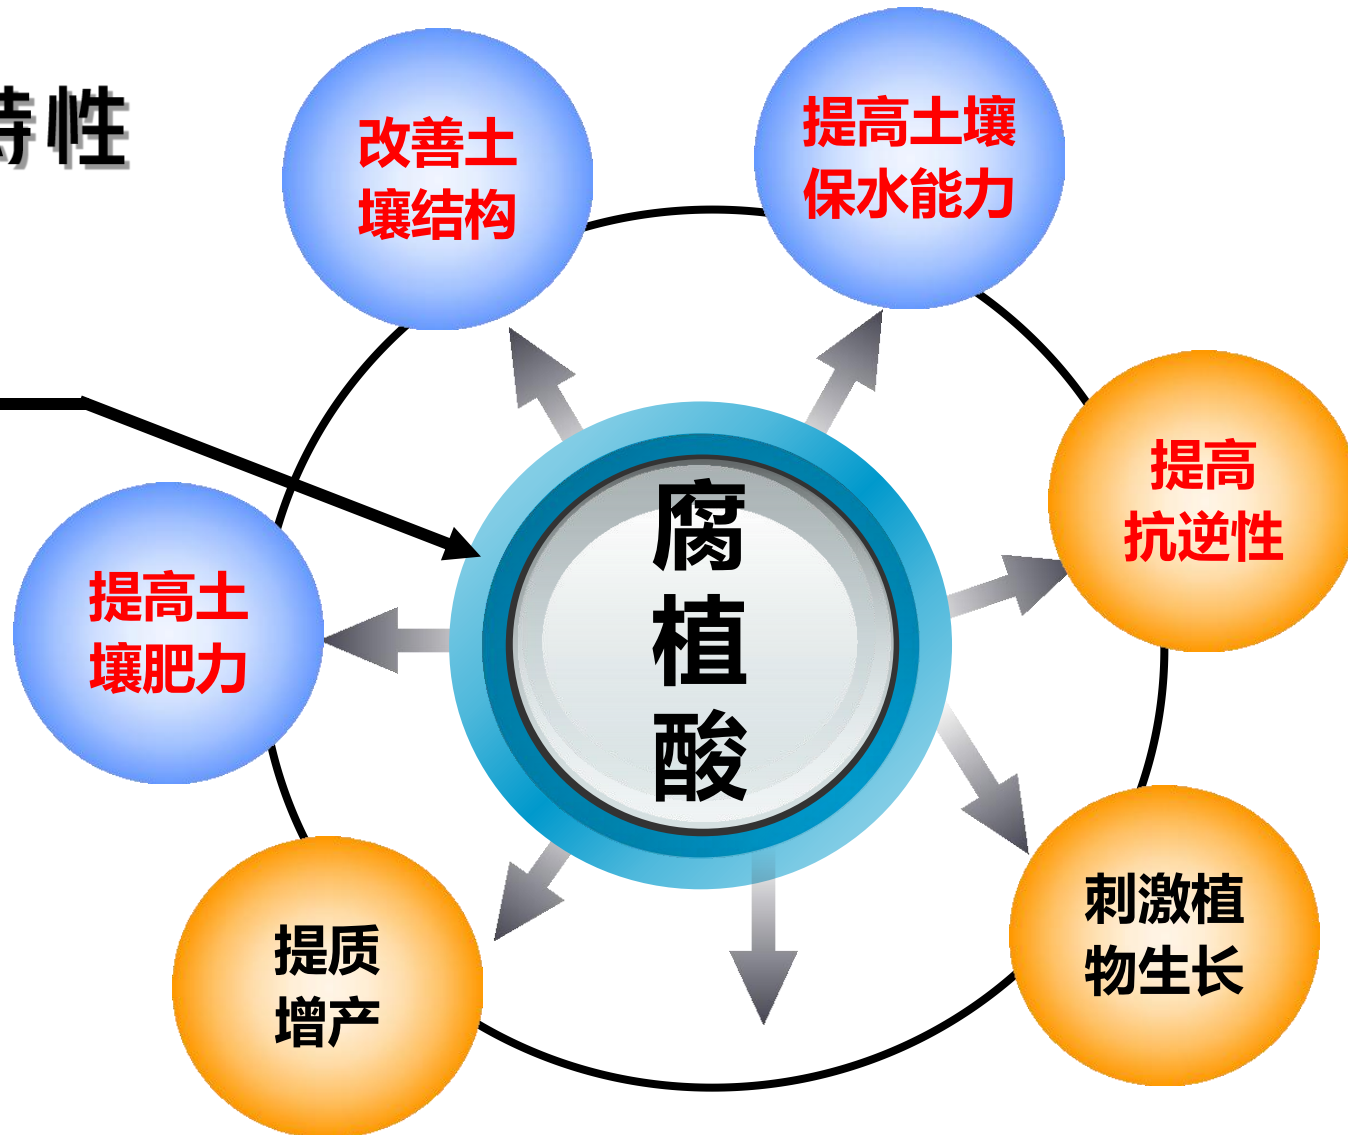 特性
改善土
壤结构
提高土壤
保水能力
提高
抗逆性
提高土
壤肥力
腐
植
酸
刺激植
物生长
提质
增产